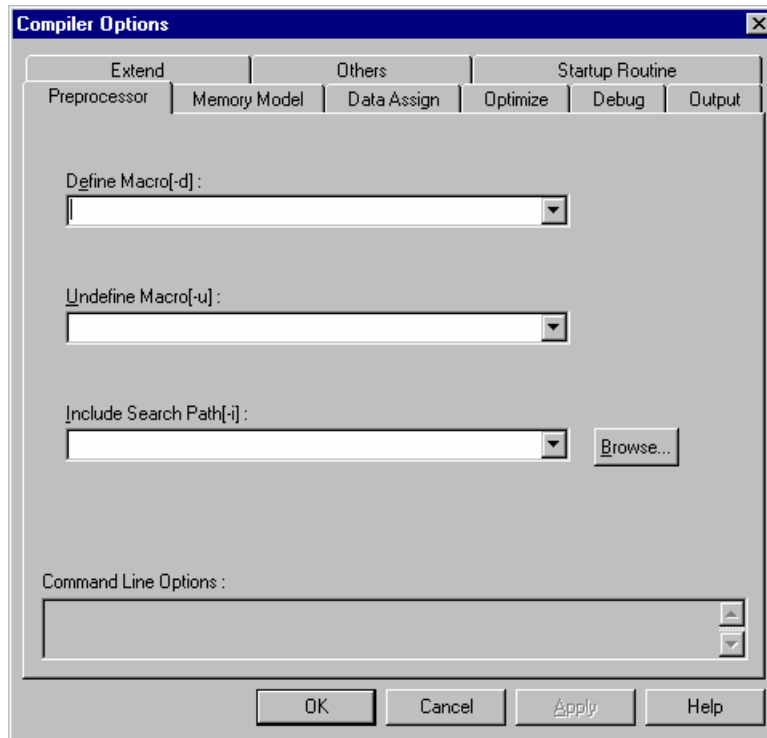 Compiler Options
Extend Others Startup Routine
Preprocessor Memory Model Data Assign Optimize Debug Output
Define Macro[-d] :
Undefine Macro[-u] :
Include Search Path[-i] :
Browse...
Command Line Options :
OK Cancel Apply Help